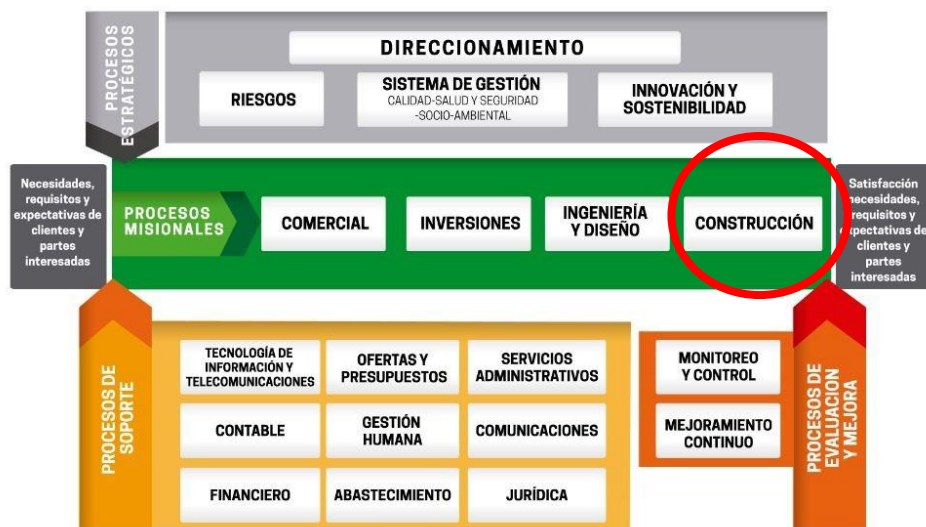 PROCESOS
ESTRATÉGICOS
DIRECCIONAMIENTO
RIESGOS
SISTEMA DE GESTIÓN
CALIDAD-SALUD Y SEGURIDAD
-SOCIO-AMBIENTAL
INNOVACIÓN Y
SOSTENIBILIDAD
Necesidades,
requisitos y
expectativas de
clientes y
partes
interesadas
PROCESOS
MISIONALES
COMERCIAL
INVERSIONES
INGENIERÍA
Y DISEÑO
CONSTRUCCIÓN
Satisfacción
necesidades,
requisitos y
expectativas de
clientes y
partes
interesadas
PROCESOS DE
SOPORTE
TECNOLOGÍA DE
INFORMACIÓN Y
TELECOMUNICACIONES
OFERTAS Y
PRESUPUESTOS
SERVICIOS
ADMINISTRATIVOS
CONTABLE
GESTIÓN
HUMANA
COMUNICACIONES
FINANCIERO
ABASTECIMIENTO
JURÍDICA
MONITOREO
Y CONTROL
MEJORAMIENTO
CONTINUO
PROCESOS DE
EVALUACION
Y MEJORA